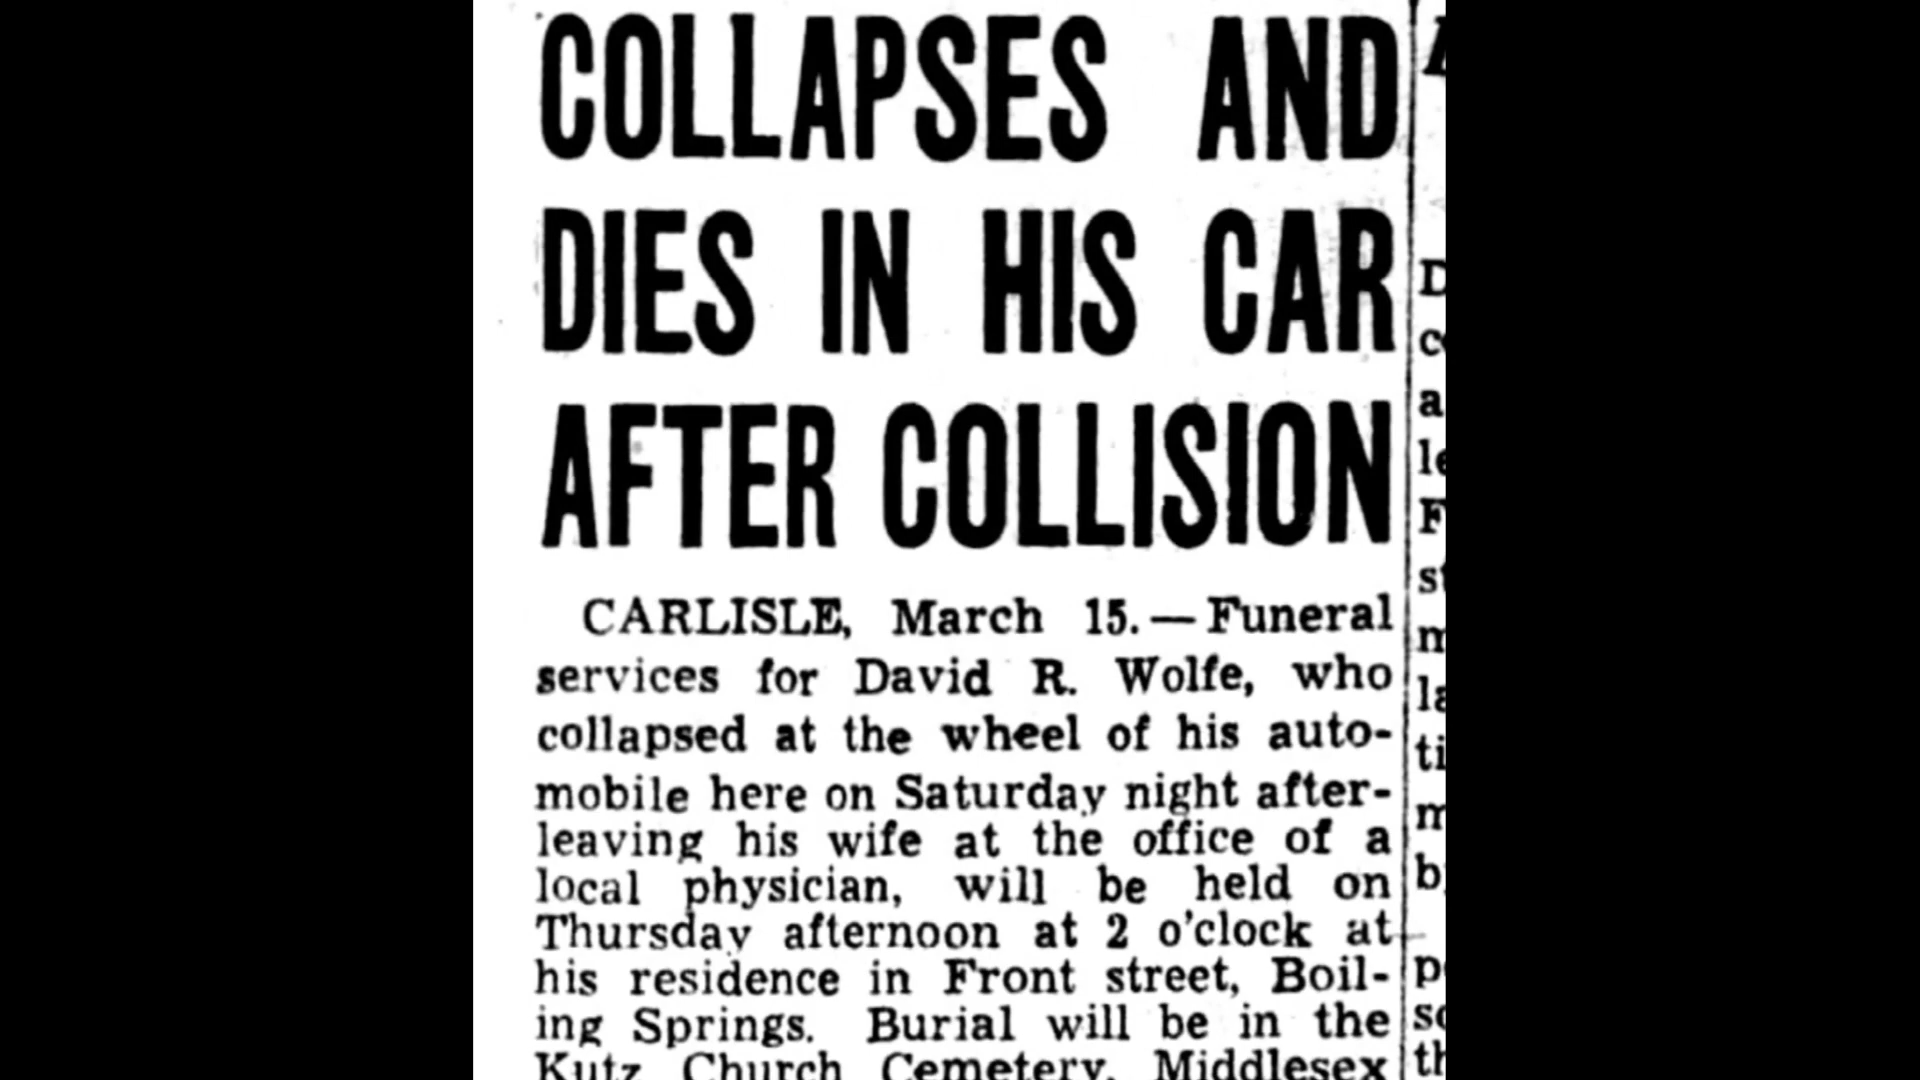 COLLAPSES AND
DIES IN HIS CAR
AFTER COLLISION
CARLISLE, March 15.—Funeral
services for David R. Wolfe, who
collapsed at the wheel of his auto-
mobile here on Saturday night after-
leaving his wife at the office of a
local physician, will be held on
Thursday afternoon at 2 o'clock at
his residence in Front street, Boil-
ing Springs. Burial will be in the
Kutz Church Cemetery, Middlesex